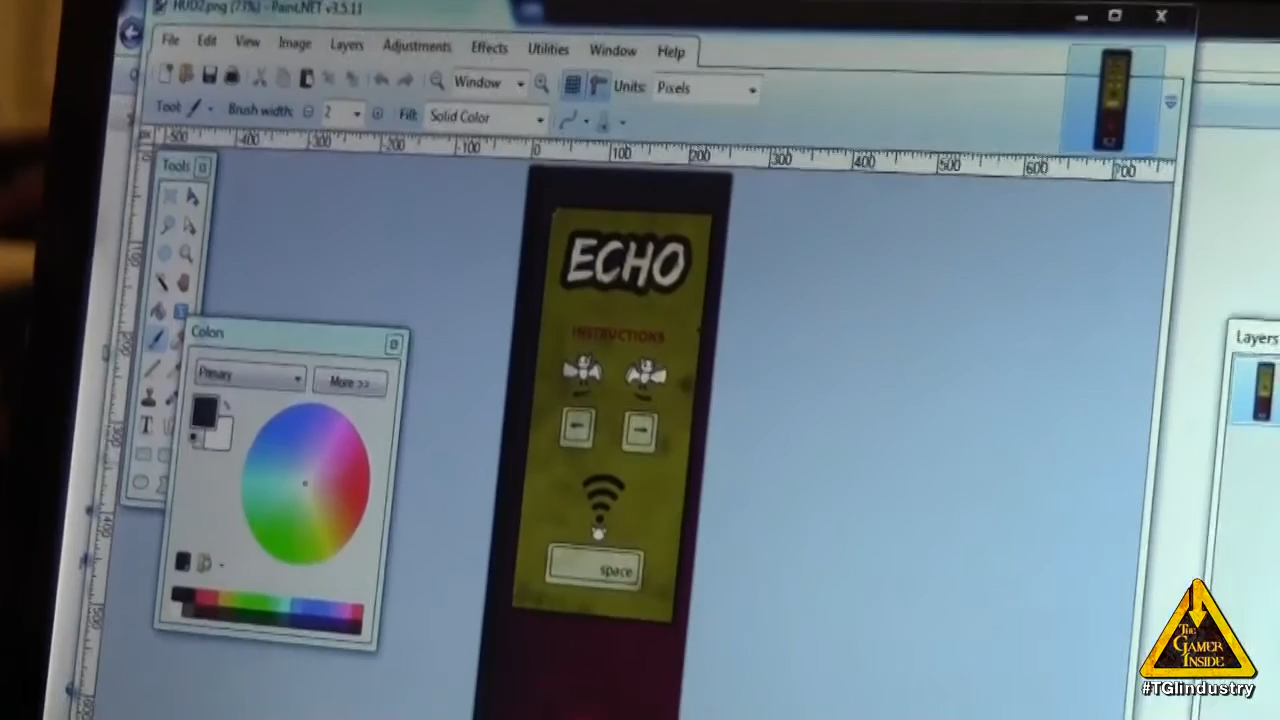 HUD2.png (73%) - Paint.NET v3.5.11
File Edit View Image Layers Adjustments Effects Utilities Window Help
Window Units: Pixels
Tool: Brush width: 2 Fill: Solid Color
px -500 -400 -300 -200 -100 0 100 200 300 400 500 600 700
Tools
ECHO
INSTRUCTIONS
←
→
space
Colors
Primary More >>
T
Layers
THE
GAMER
INSIDE
#TGIindustry